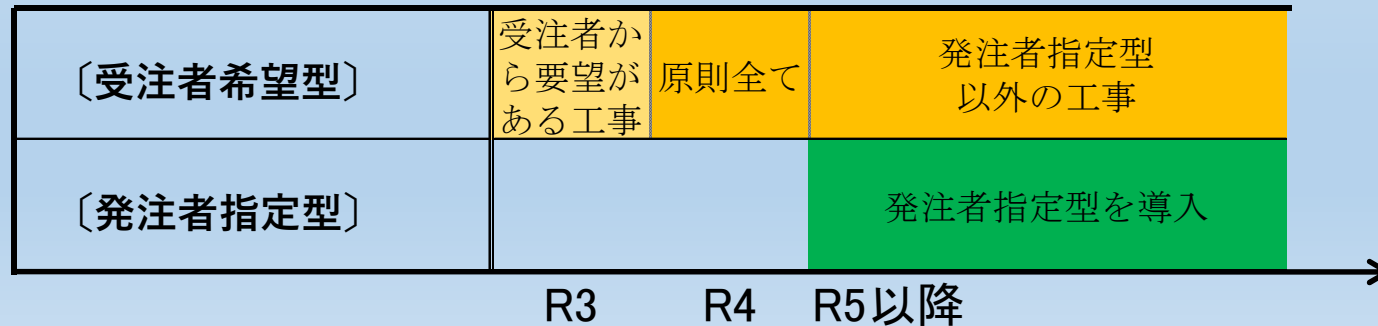 〔受注者希望型〕
受注者か
ら要望が
ある工事
原則全て
発注者指定型
以外の工事
〔発注者指定型〕
発注者指定型を導入
R3
R4
R5以降